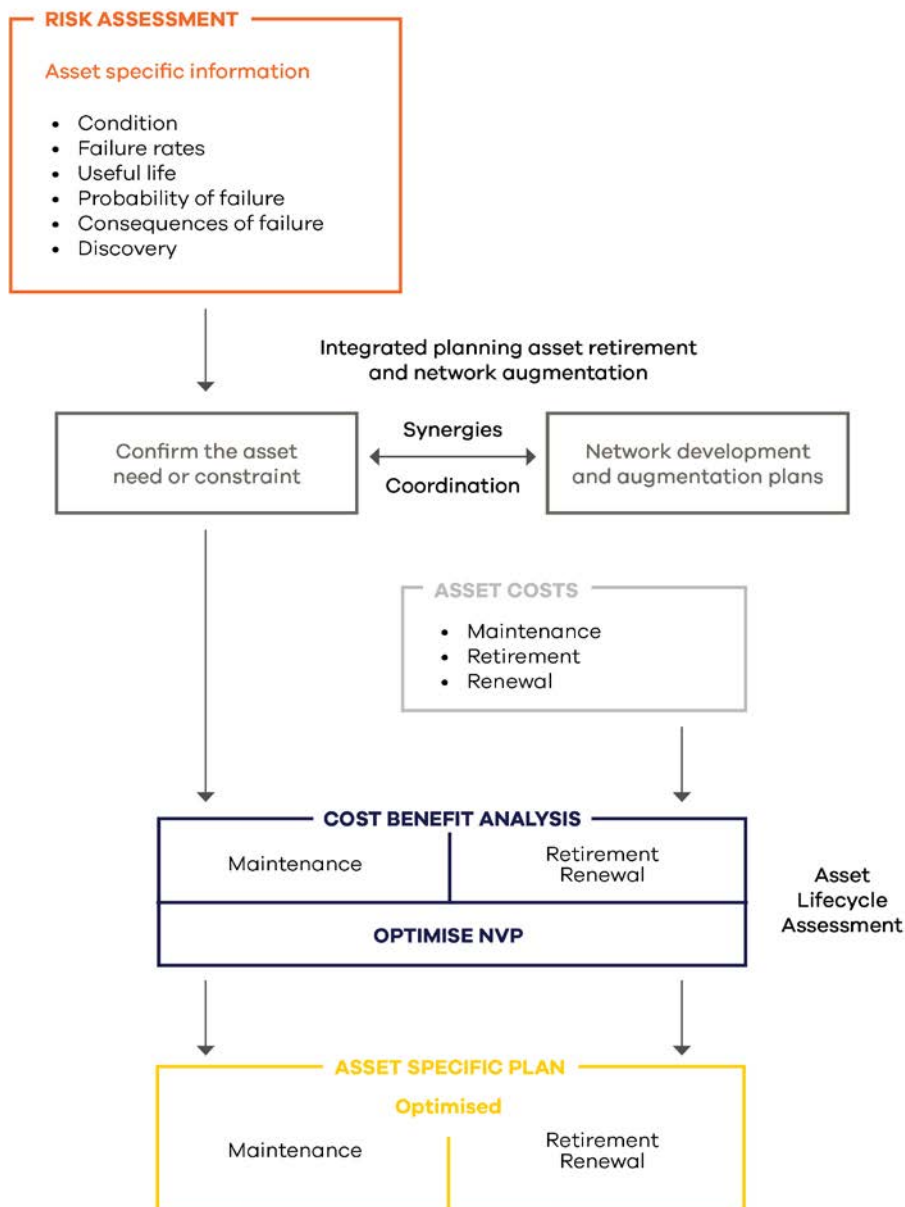 RISK ASSESSMENT
Asset specific information
• Condition
• Failure rates
• Useful life
• Probability of failure
• Consequences of failure
• Discovery
Integrated planning asset retirement
and network augmentation
Confirm the asset
need or constraint
Synergies
Coordination
Network development
and augmentation plans
ASSET COSTS
• Maintenance
• Retirement
• Renewal
COST BENEFIT ANALYSIS
Maintenance
Retirement
Renewal
OPTIMISE NVP
Asset
Lifecycle
Assessment
ASSET SPECIFIC PLAN
Optimised
Maintenance
Retirement
Renewal